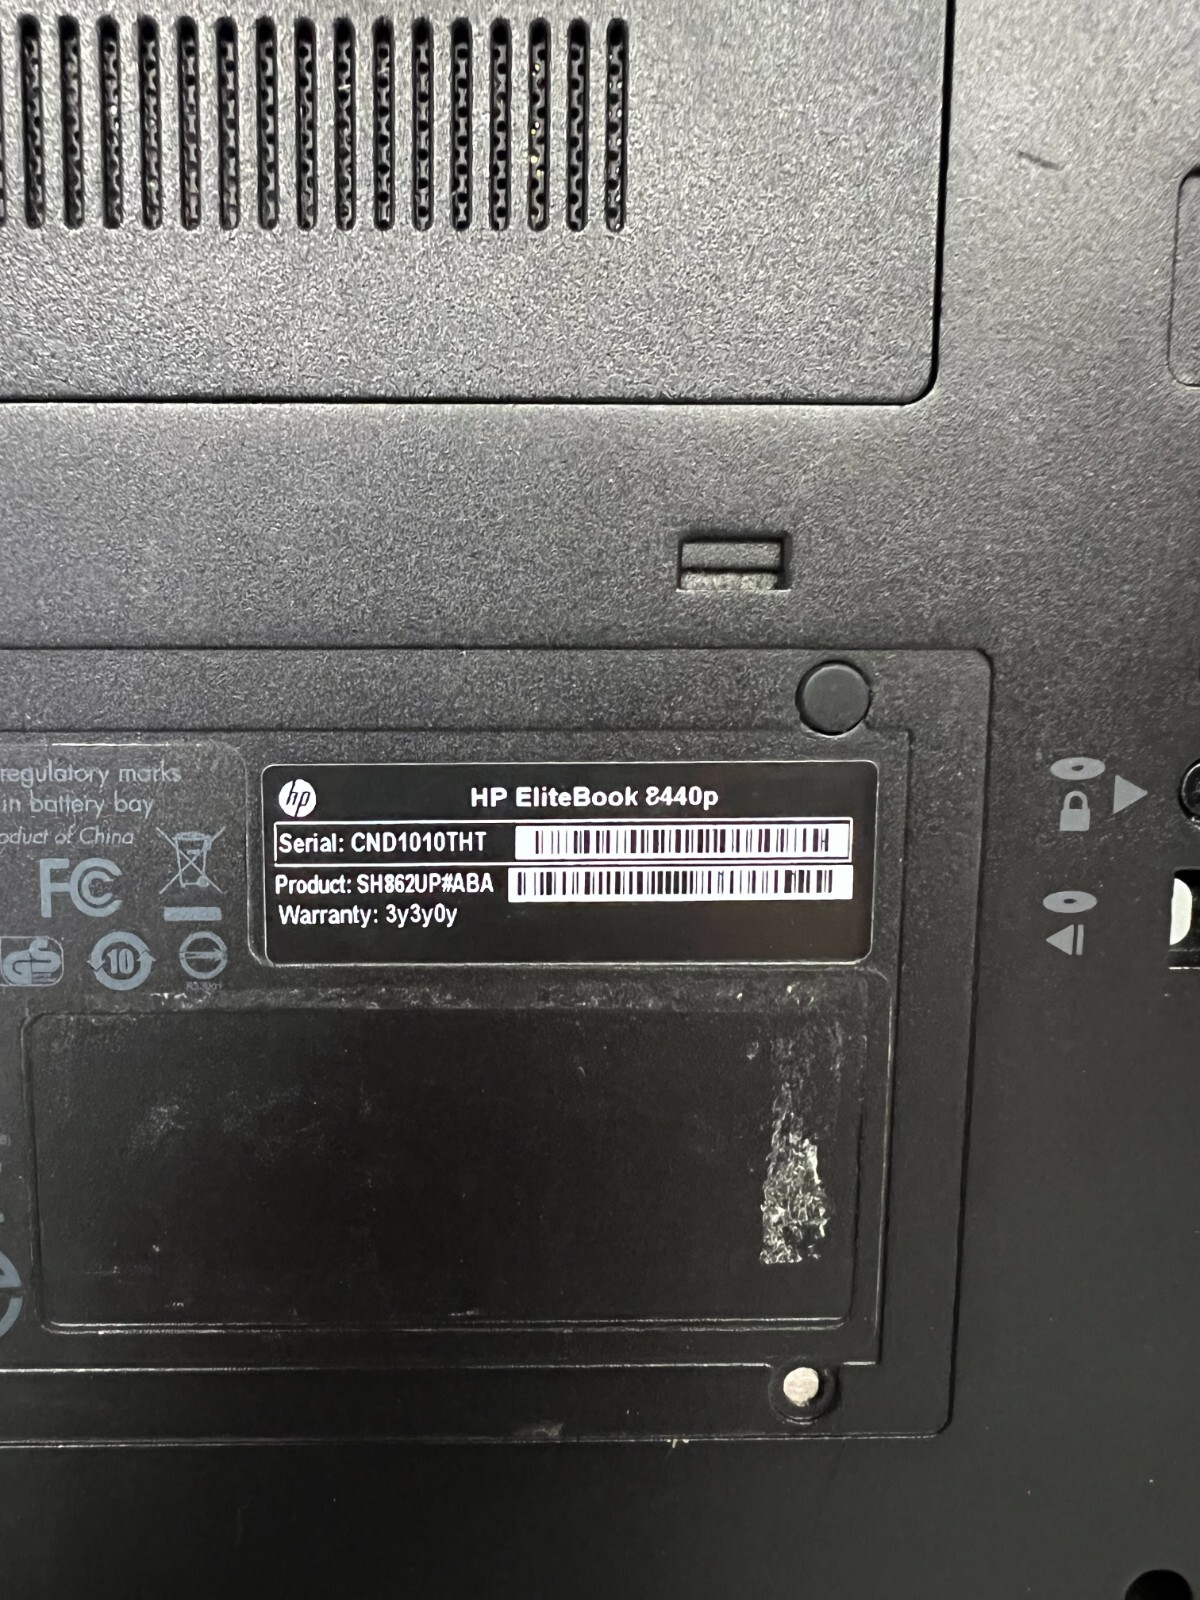 regulatory marks
in battery bay
oduct of China
FC
GS
10
hp
HP EliteBook 8440p
Serial: CND1010THT
Product: SH862UP#ABA
Warranty: 3y3y0y